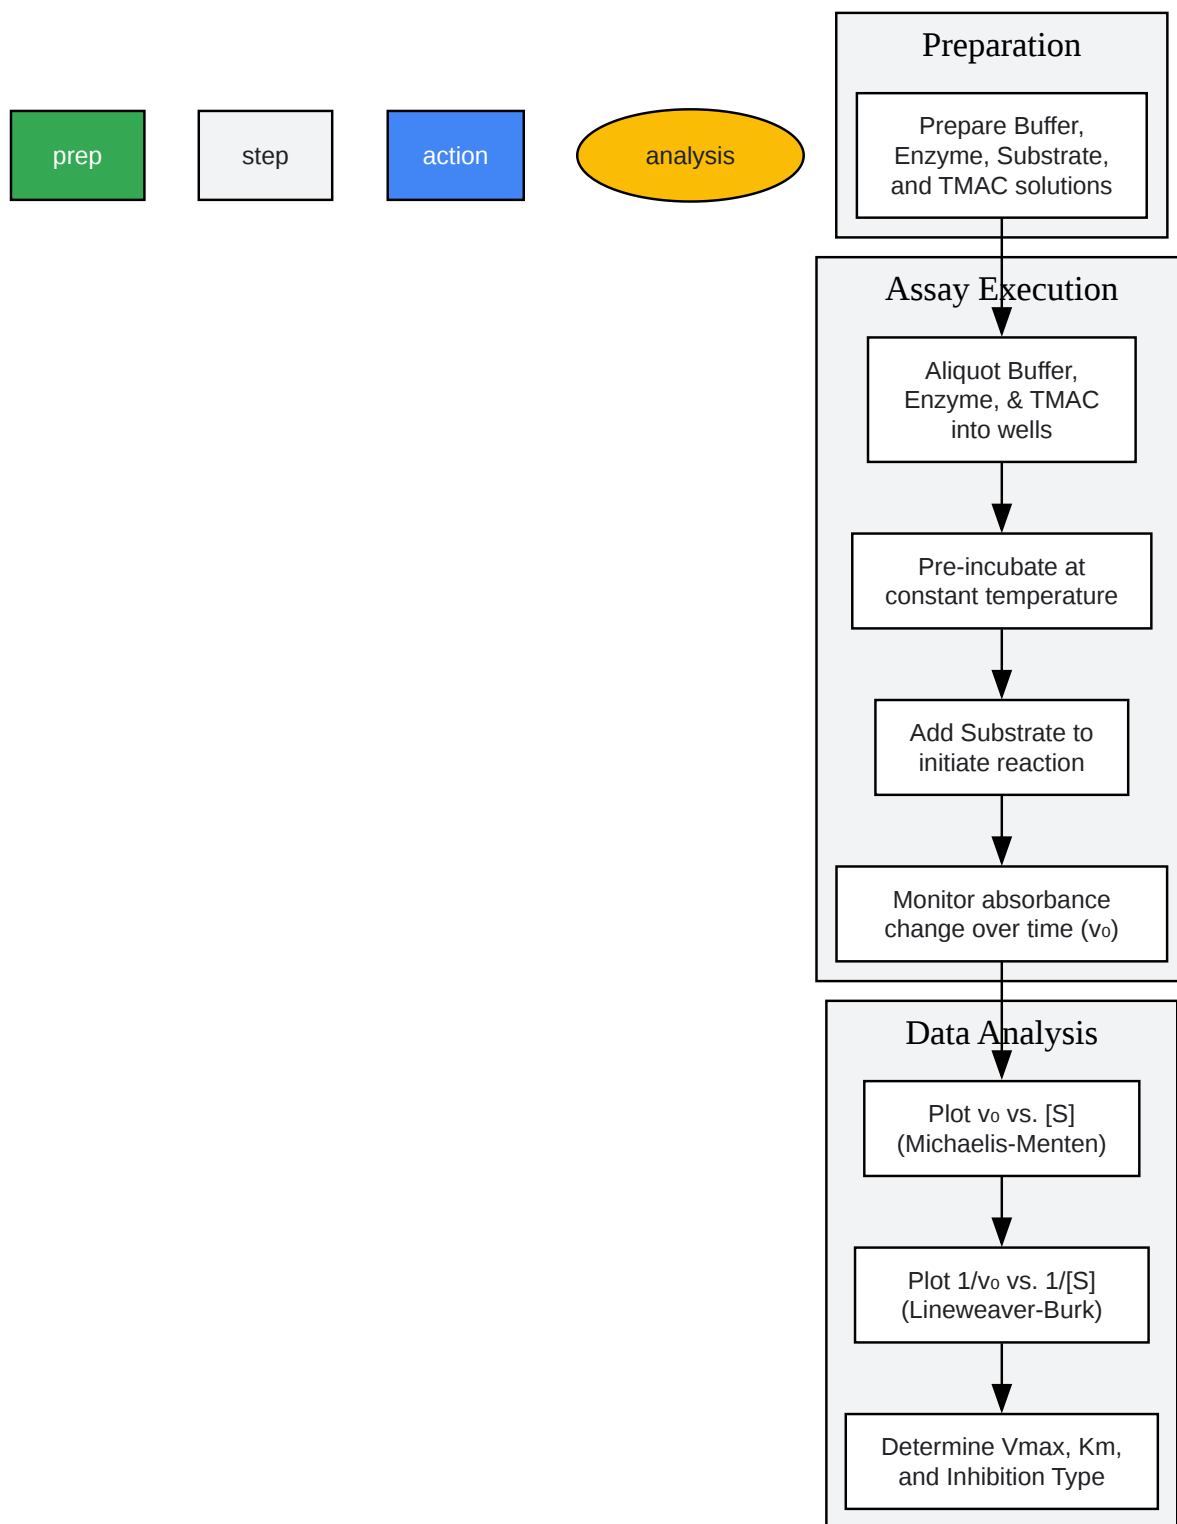 Preparation
prep
step
action
analysis
Prepare Buffer,
Enzyme, Substrate,
and TMAC solutions
Assay Execution
Aliquot Buffer,
Enzyme, & TMAC
into wells
Pre-incubate at
constant temperature
Add Substrate to
initiate reaction
Monitor absorbance
change over time (v₀)
Data Analysis
Plot v₀ vs. [S]
(Michaelis-Menten)
Plot 1/v₀ vs. 1/[S]
(Lineweaver-Burk)
Determine Vmax, Km,
and Inhibition Type